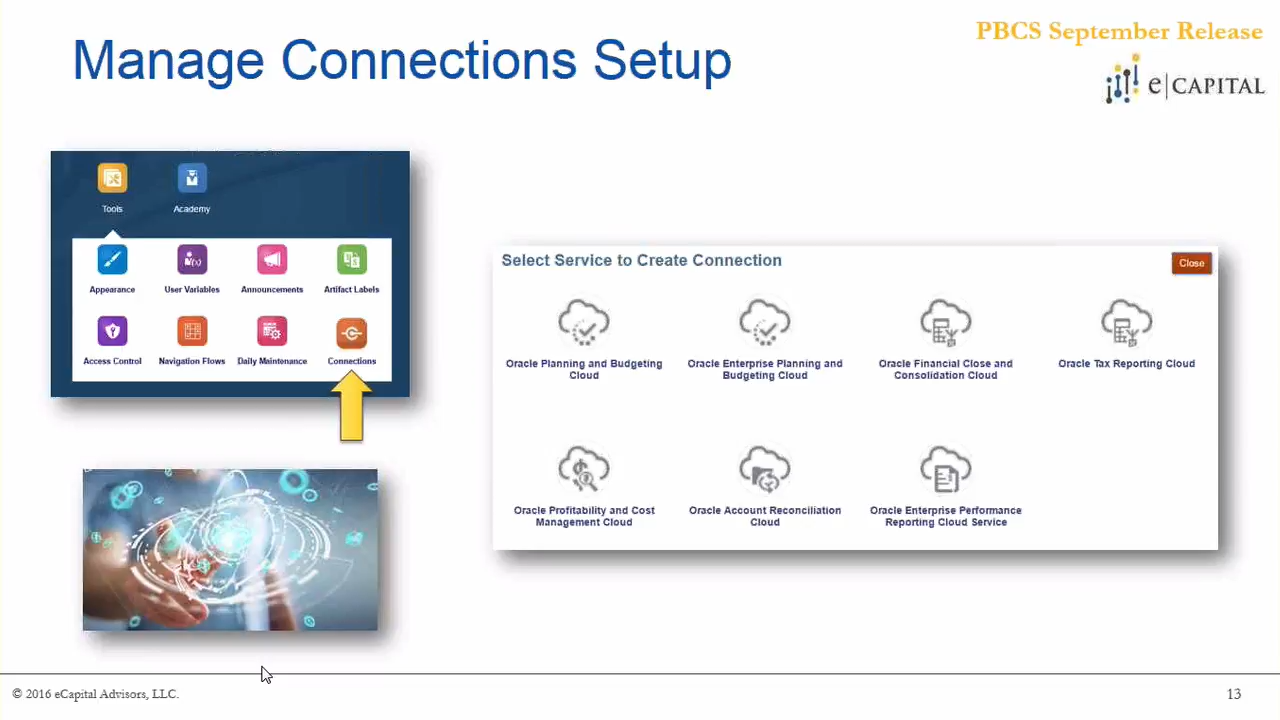 Manage Connections Setup
PBCS September Release
e|CAPITAL
Tools
Academy
Appearance
User Variables
Announcements
Artifact Labels
Access Control
Navigation Flows
Daily Maintenance
Connections
Select Service to Create Connection
Close
Oracle Planning and Budgeting
Cloud
Oracle Enterprise Planning and
Budgeting Cloud
Oracle Financial Close and
Consolidation Cloud
Oracle Tax Reporting Cloud
Oracle Profitability and Cost
Management Cloud
Oracle Account Reconciliation
Cloud
Oracle Enterprise Performance
Reporting Cloud Service
© 2016 eCapital Advisors, LLC.
13